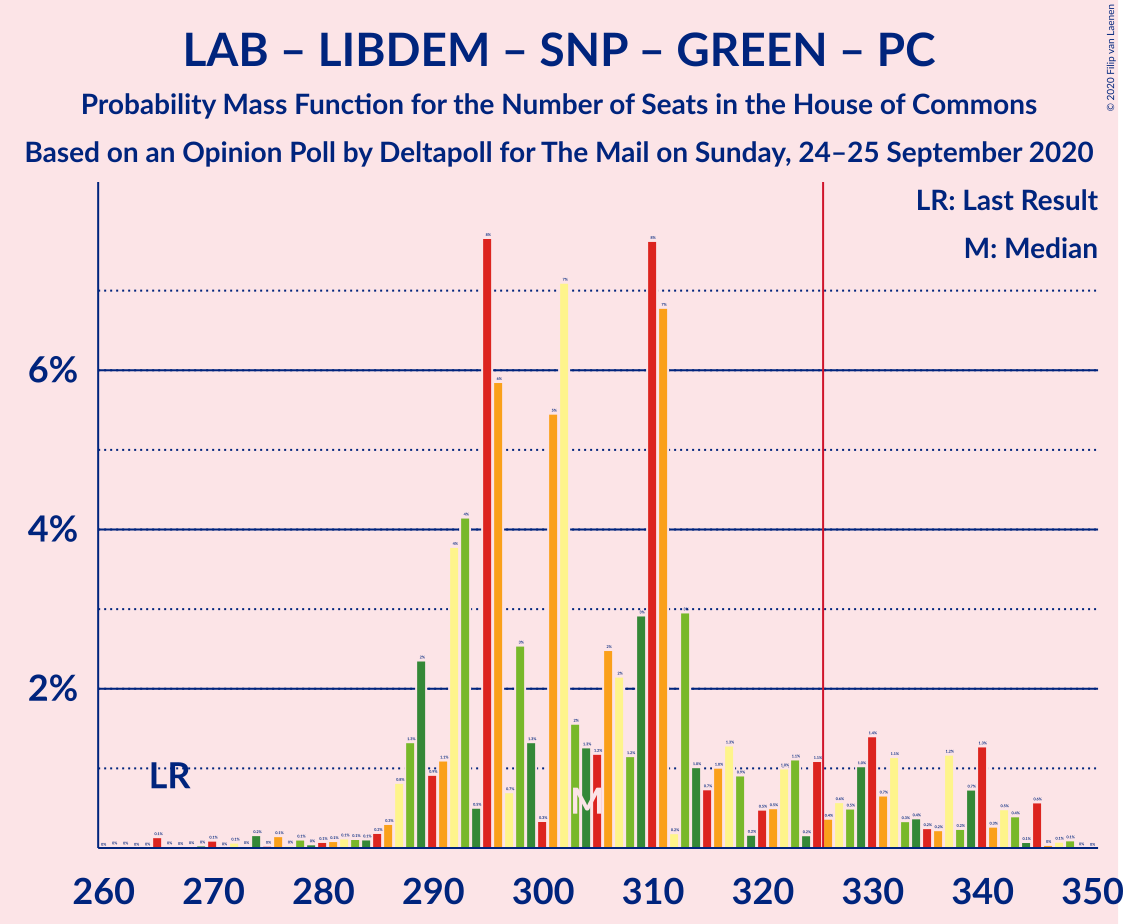 LAB – LIBDEM – SNP – GREEN – PC
Probability Mass Function for the Number of Seats in the House of Commons
Based on an Opinion Poll by Deltapoll for The Mail on Sunday, 24–25 September 2020
© 2020 Filip van Laenen
LR: Last Result
M: Median
6%
4%
2%
LR
M
260 270 280 290 300 310 320 330 340 350